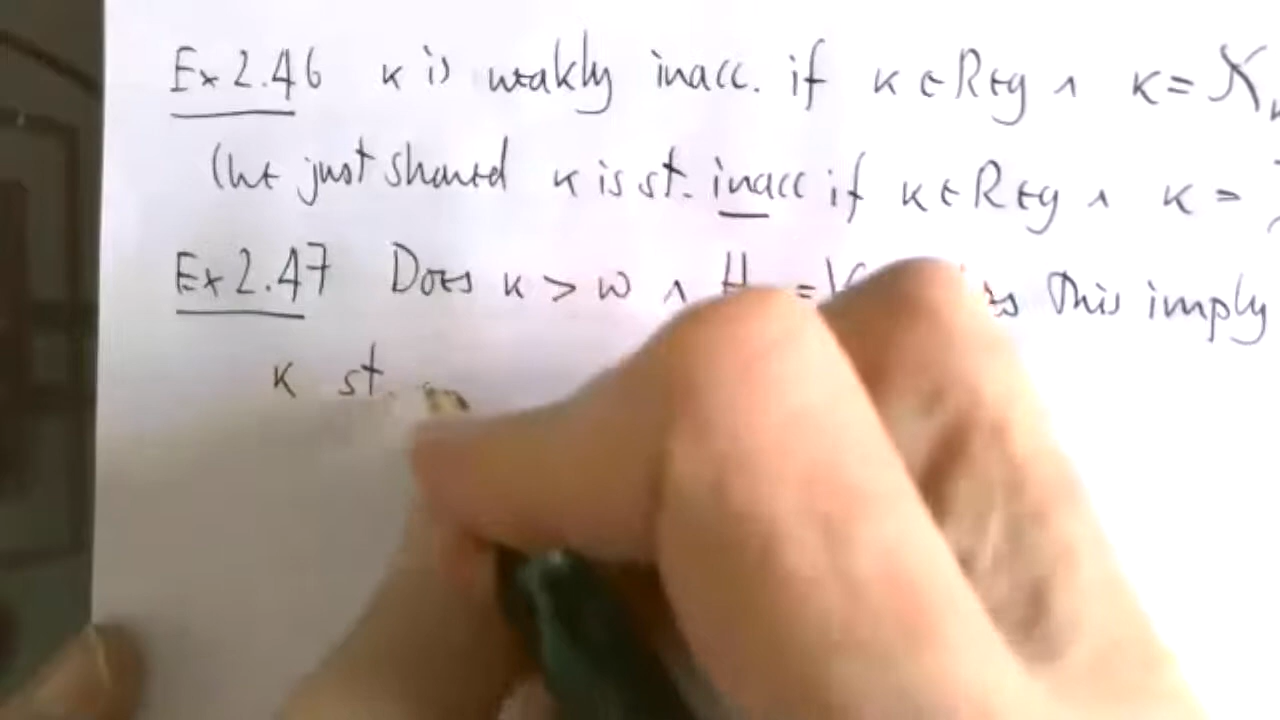 Ex 2.46 κ is weakly inacc. if κ ∈ Reg ∧ κ = ℵ
(We just showed κ is st. inacc if κ ∈ Reg ∧ κ =
Ex 2.47 Does κ > ω ∧ H = V this imply
κ st.